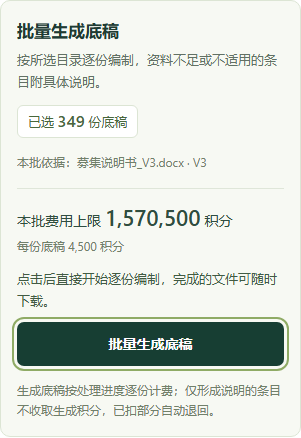 批量生成底稿
按所选目录逐份编制，资料不足或不适用的条
目附具体说明。
已选 349 份底稿
本批依据：募集说明书_V3.docx · V3
本批费用上限 1,570,500 积分
每份底稿 4,500 积分
点击后直接开始逐份编制，完成的文件可随时
下载。
批量生成底稿
生成底稿按处理进度逐份计费；仅形成说明的条目
不收取生成积分，已扣部分自动退回。